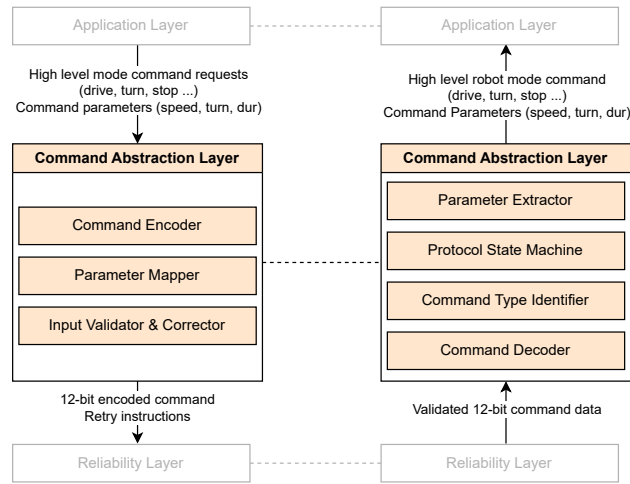 Application Layer
High level mode command requests
(drive, turn, stop ...)
Command parameters (speed, turn, dur)
Command Abstraction Layer
Command Encoder
Parameter Mapper
Input Validator & Corrector
12-bit encoded command
Retry instructions
Reliability Layer
Application Layer
High level robot mode command
(drive, turn, stop ...)
Command Parameters (speed, turn, dur)
Command Abstraction Layer
Parameter Extractor
Protocol State Machine
Command Type Identifier
Command Decoder
Validated 12-bit command data
Reliability Layer